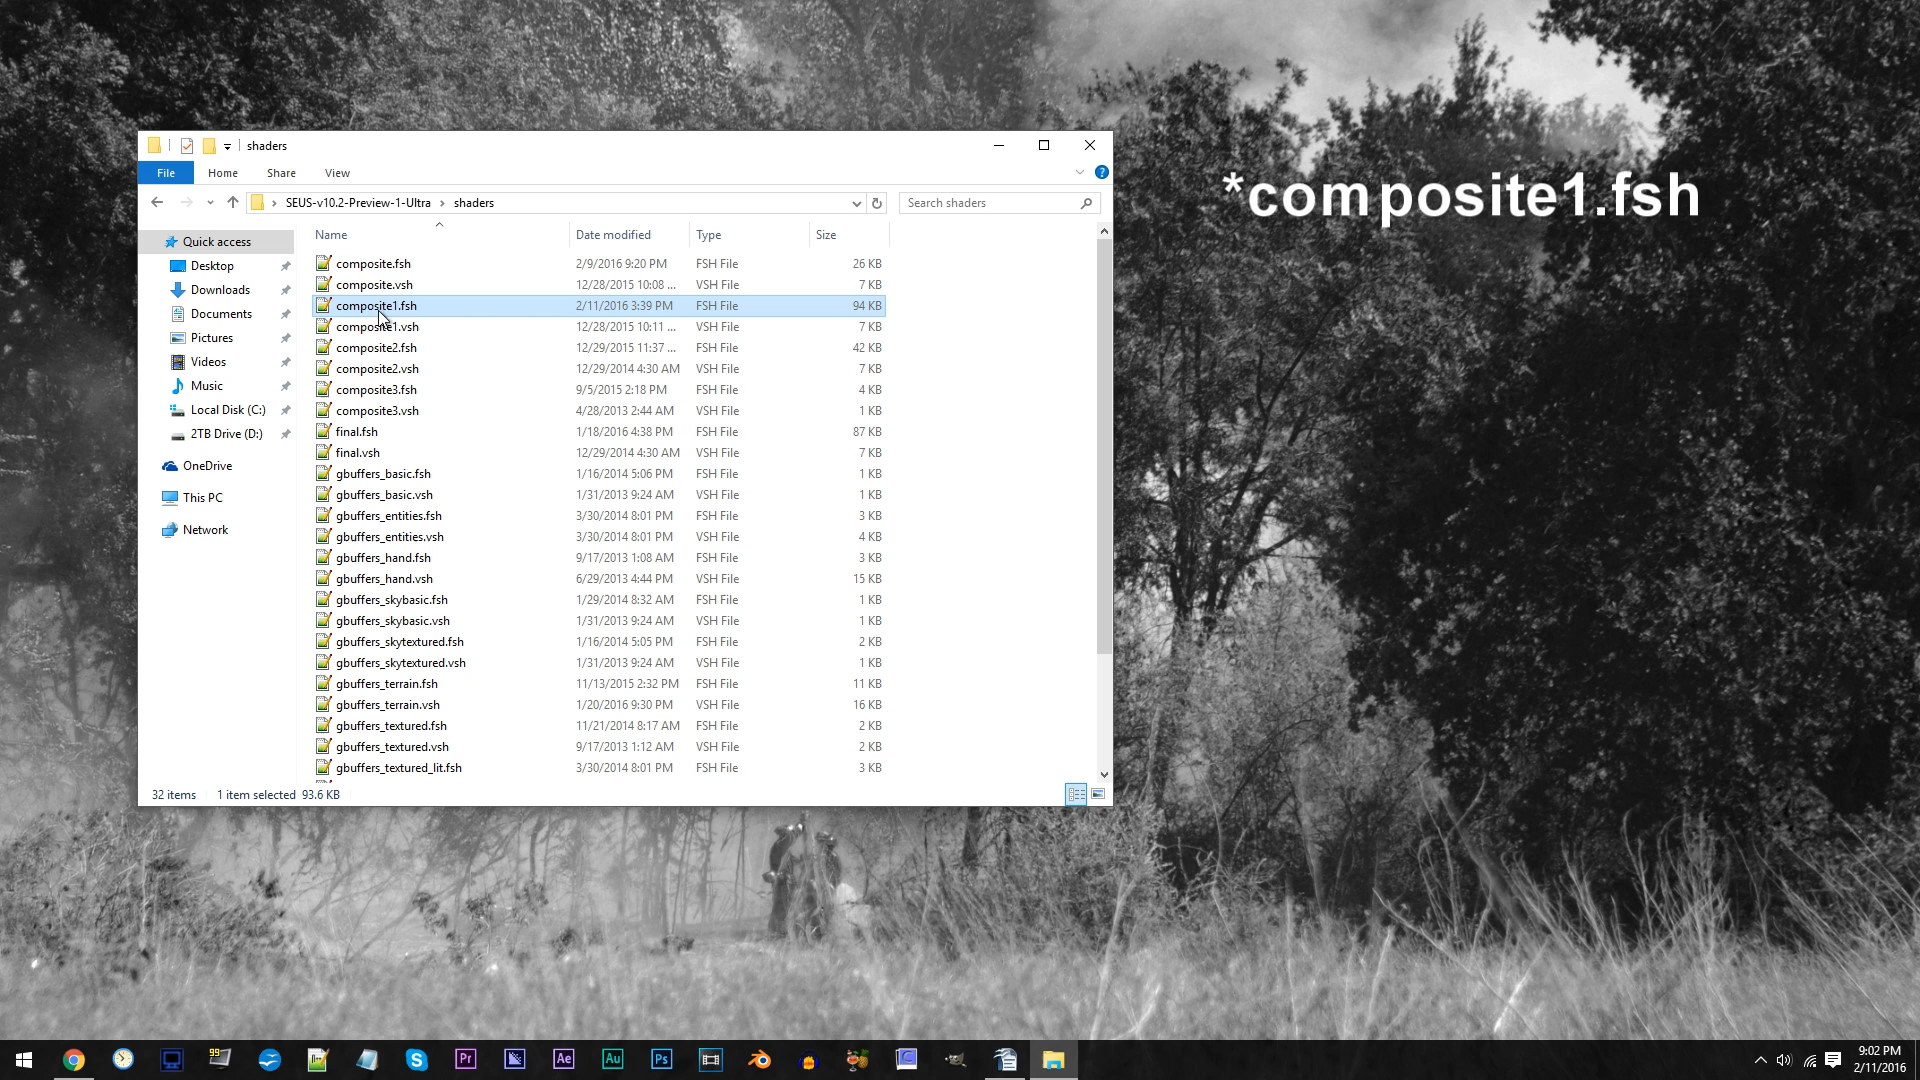 shaders
File Home Share View
SEUS-v10.2-Preview-1-Ultra shaders Search shaders
*composite1.fsh
Name Date modified Type Size
Quick access
Desktop
Downloads
Documents
Pictures
Videos
Music
Local Disk (C:)
2TB Drive (D:)
OneDrive
This PC
Network
composite.fsh 2/9/2016 9:20 PM FSH File 26 KB
composite.vsh 12/28/2015 10:08 ... VSH File 7 KB
composite1.fsh 2/11/2016 3:39 PM FSH File 94 KB
composite1.vsh 12/28/2015 10:11 ... VSH File 7 KB
composite2.fsh 12/29/2015 11:37 ... FSH File 42 KB
composite2.vsh 12/29/2014 4:30 AM VSH File 7 KB
composite3.fsh 9/5/2015 2:18 PM FSH File 4 KB
composite3.vsh 4/28/2013 2:44 AM VSH File 1 KB
final.fsh 1/18/2016 4:38 PM FSH File 87 KB
final.vsh 12/29/2014 4:30 AM VSH File 7 KB
gbuffers_basic.fsh 1/16/2014 5:06 PM FSH File 1 KB
gbuffers_basic.vsh 1/31/2013 9:24 AM VSH File 1 KB
gbuffers_entities.fsh 3/30/2014 8:01 PM FSH File 3 KB
gbuffers_entities.vsh 3/30/2014 8:01 PM VSH File 4 KB
gbuffers_hand.fsh 9/17/2013 1:08 AM FSH File 3 KB
gbuffers_hand.vsh 6/29/2013 4:44 PM VSH File 15 KB
gbuffers_skybasic.fsh 1/29/2014 8:32 AM FSH File 1 KB
gbuffers_skybasic.vsh 1/31/2013 9:24 AM VSH File 1 KB
gbuffers_skytextured.fsh 1/16/2014 5:05 PM FSH File 2 KB
gbuffers_skytextured.vsh 1/31/2013 9:24 AM VSH File 1 KB
gbuffers_terrain.fsh 11/13/2015 2:32 PM FSH File 11 KB
gbuffers_terrain.vsh 1/20/2016 9:30 PM VSH File 16 KB
gbuffers_textured.fsh 11/21/2014 8:17 AM FSH File 2 KB
gbuffers_textured.vsh 9/17/2013 1:12 AM VSH File 2 KB
gbuffers_textured_lit.fsh 3/30/2014 8:01 PM FSH File 3 KB
32 items 1 item selected 93.6 KB
99 S Pr Ae Au Ps
9:02 PM
2/11/2016